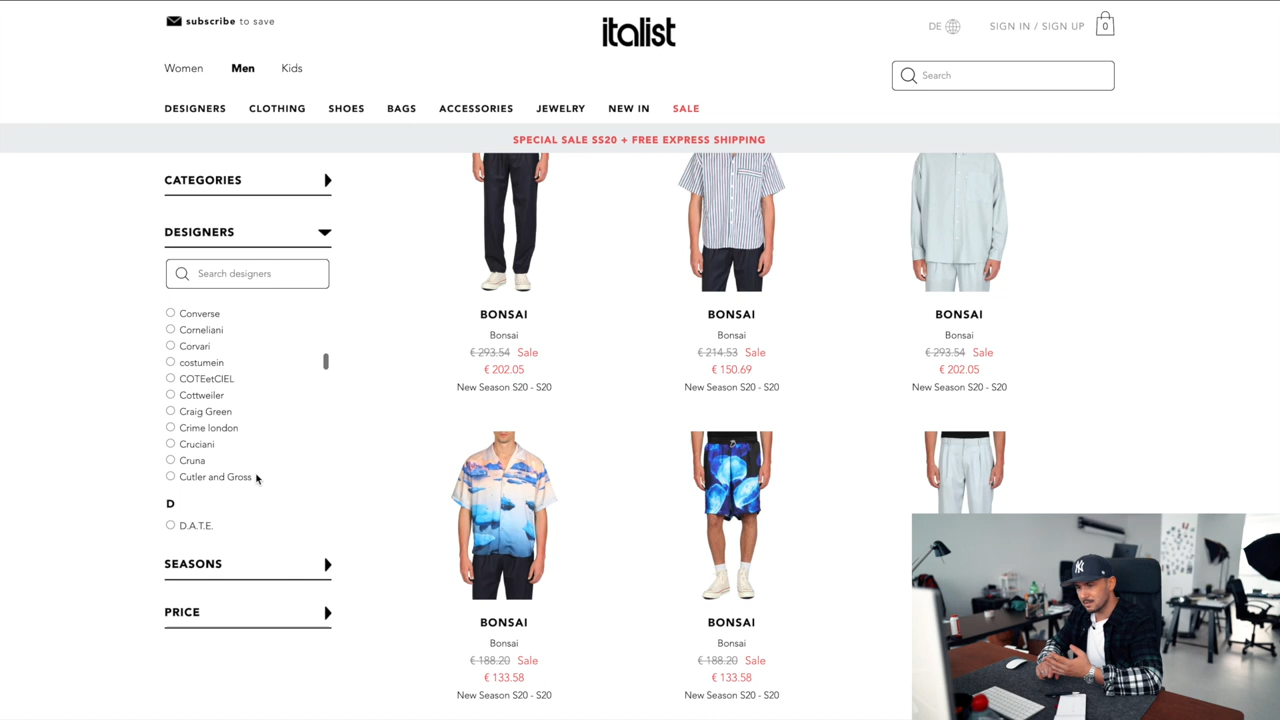 subscribe to save
italist
DE
SIGN IN / SIGN UP
0
Women
Men
Kids
Search
DESIGNERS
CLOTHING
SHOES
BAGS
ACCESSORIES
JEWELRY
NEW IN
SALE
SPECIAL SALE SS20 + FREE EXPRESS SHIPPING
CATEGORIES
DESIGNERS
Search designers
Converse
Corneliani
Corvari
costumein
COTEetCIEL
Cottweiler
Craig Green
Crime london
Cruciani
Cruna
Cutler and Gross
D
D.A.T.E.
SEASONS
PRICE
BONSAI
Bonsai
€ 293.54 Sale
€ 202.05
New Season S20 - S20
BONSAI
Bonsai
€ 214.53 Sale
€ 150.69
New Season S20 - S20
BONSAI
Bonsai
€ 293.54 Sale
€ 202.05
New Season S20 - S20
BONSAI
Bonsai
€ 188.20 Sale
€ 133.58
New Season S20 - S20
BONSAI
Bonsai
€ 188.20 Sale
€ 133.58
New Season S20 - S20